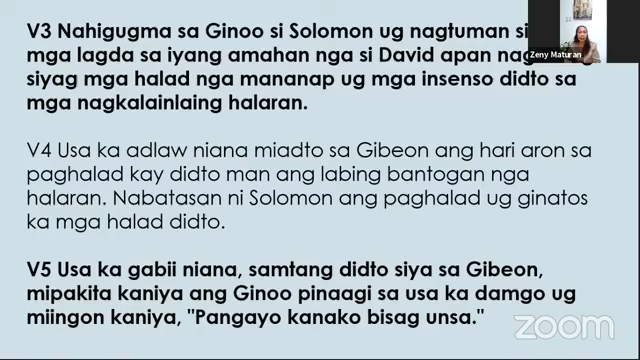 V3 Nahigugma sa Ginoo si Solomon ug nagtuman si
mga lagda sa iyang amahan nga si David apan nag
siyag mga halad nga mananap ug mga insenso didto sa
mga nagkalainlaing halaran.
V4 Usa ka adlaw niana miadto sa Gibeon ang hari aron sa
paghalad kay didto man ang labing bantogan nga
halaran. Nabatasan ni Solomon ang paghalad ug ginatos
ka mga halad didto.
V5 Usa ka gabii niana, samtang didto siya sa Gibeon,
mipakita kaniya ang Ginoo pinaagi sa usa ka damgo ug
miingon kaniya, "Pangayo kanako bisag unsa."
Zeny Maturan
zoom